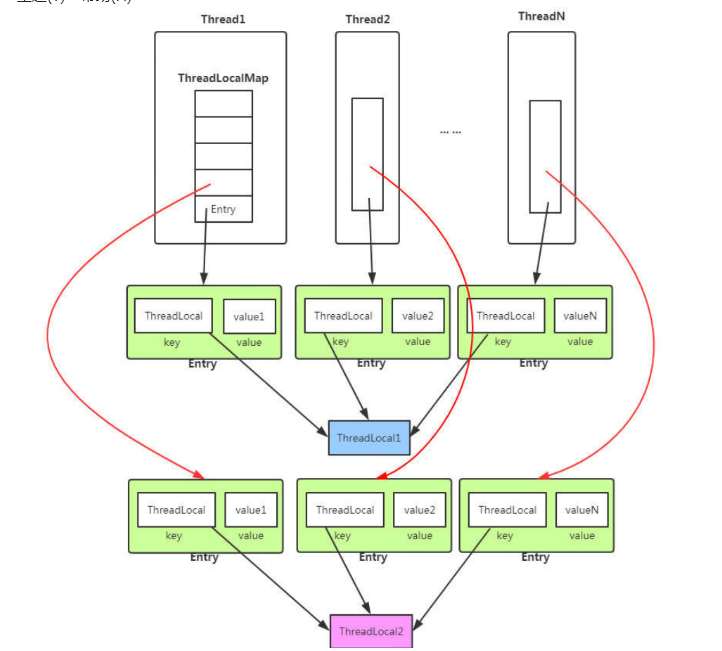 Thread1
Thread2
ThreadN
ThreadLocalMap
... ...
Entry
ThreadLocal
value1
key
value
Entry
ThreadLocal
value2
key
value
Entry
ThreadLocal
valueN
key
value
Entry
ThreadLocal1
ThreadLocal
value1
key
value
Entry
ThreadLocal
value2
key
value
Entry
ThreadLocal
valueN
key
value
Entry
ThreadLocal2